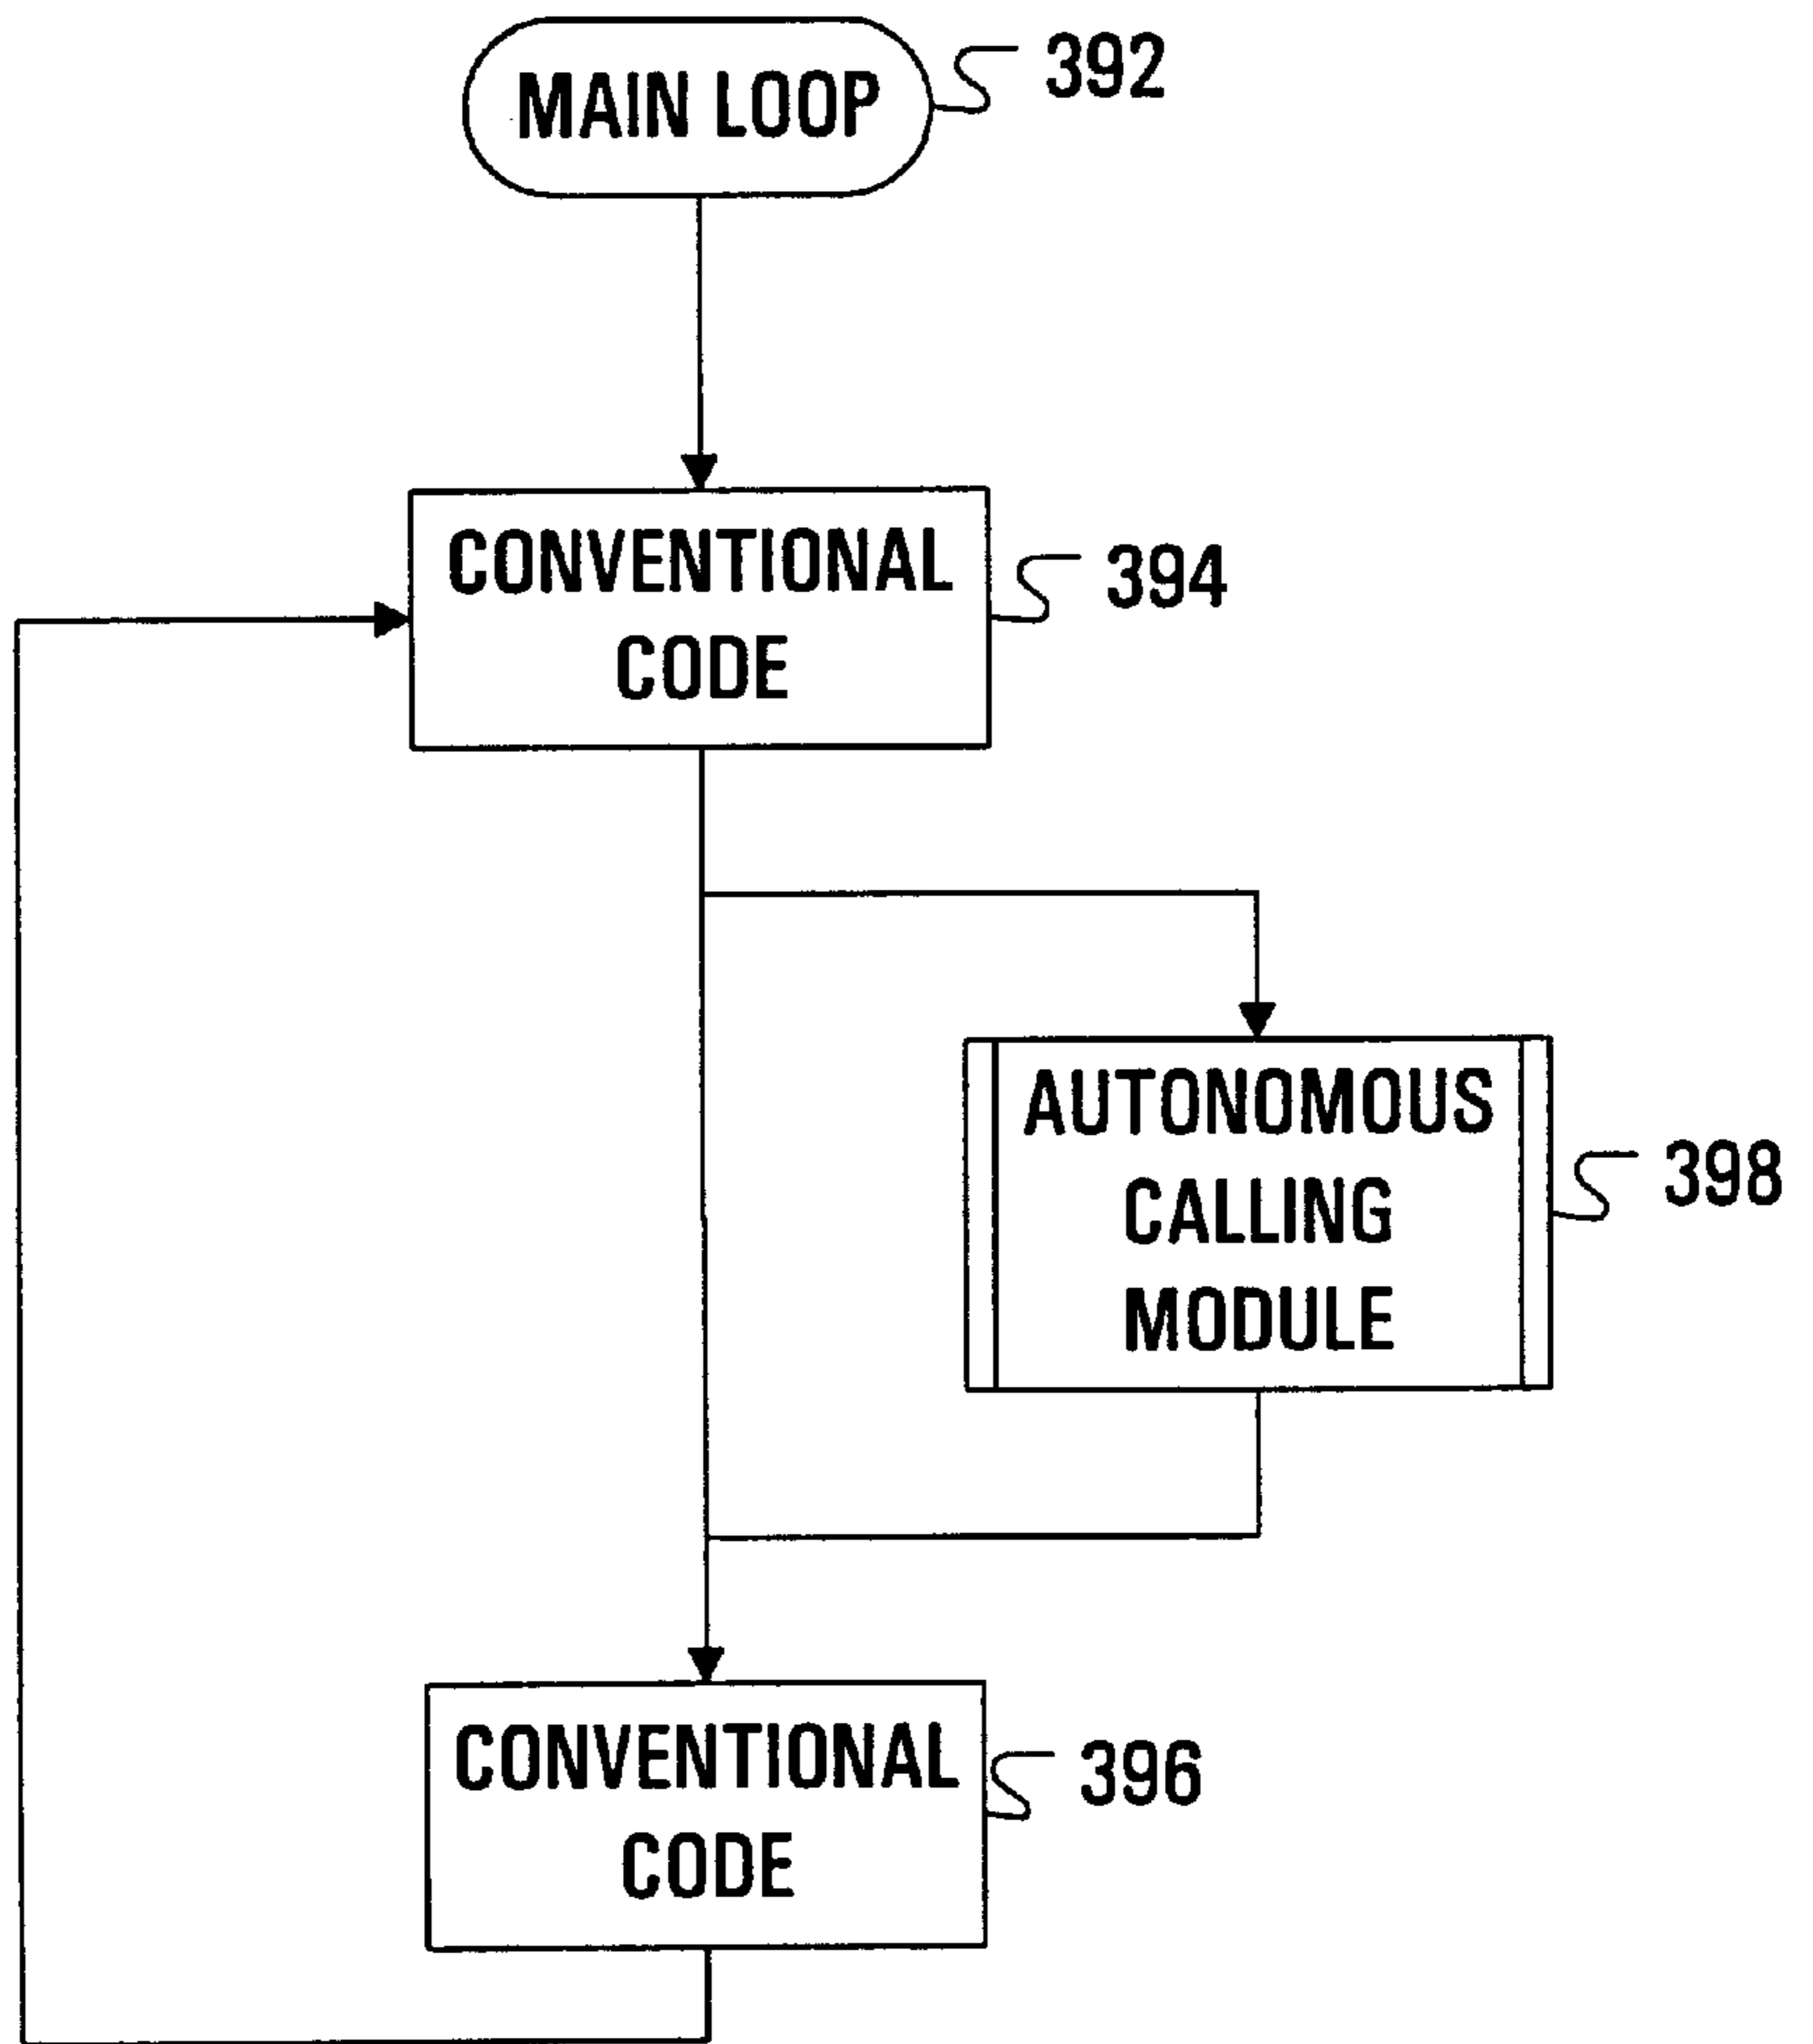 MAIN LOOP
392
CONVENTIONAL
CODE
394
AUTONOMOUS
CALLING
MODULE
398
CONVENTIONAL
CODE
396